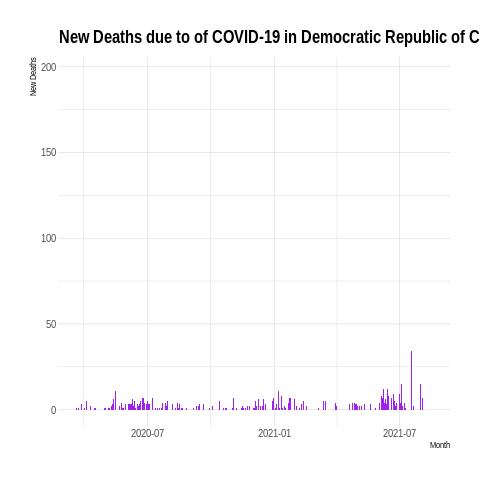 New Deaths due to of COVID-19 in Democratic Republic of C
New Deaths
200
150
100
50
0
2020-07
2021-01
2021-07
Month